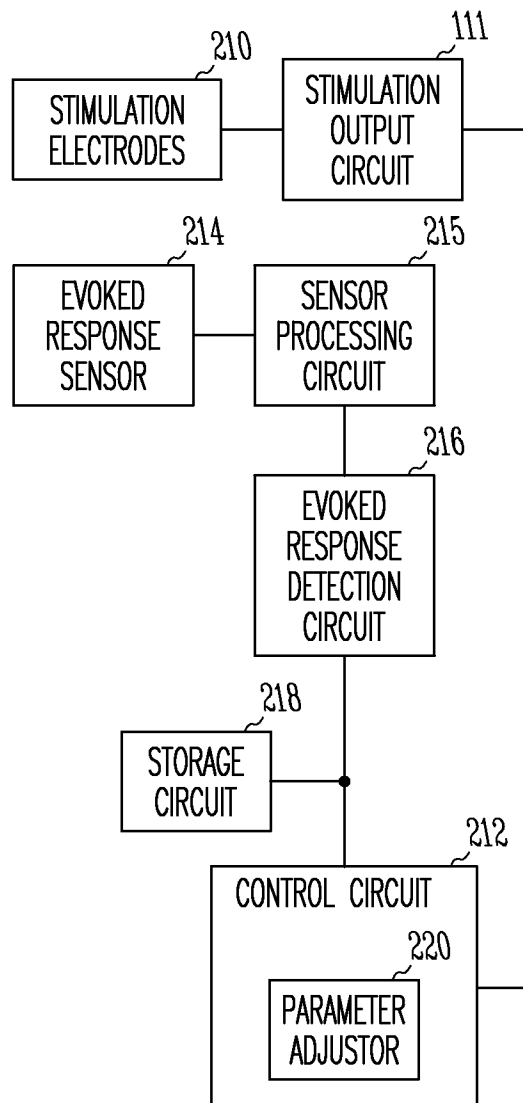 210
STIMULATION
ELECTRODES
111
STIMULATION
OUTPUT
CIRCUIT
214
EVOKED
RESPONSE
SENSOR
215
SENSOR
PROCESSING
CIRCUIT
216
EVOKED
RESPONSE
DETECTION
CIRCUIT
218
STORAGE
CIRCUIT
212
CONTROL CIRCUIT
220
PARAMETER
ADJUSTOR